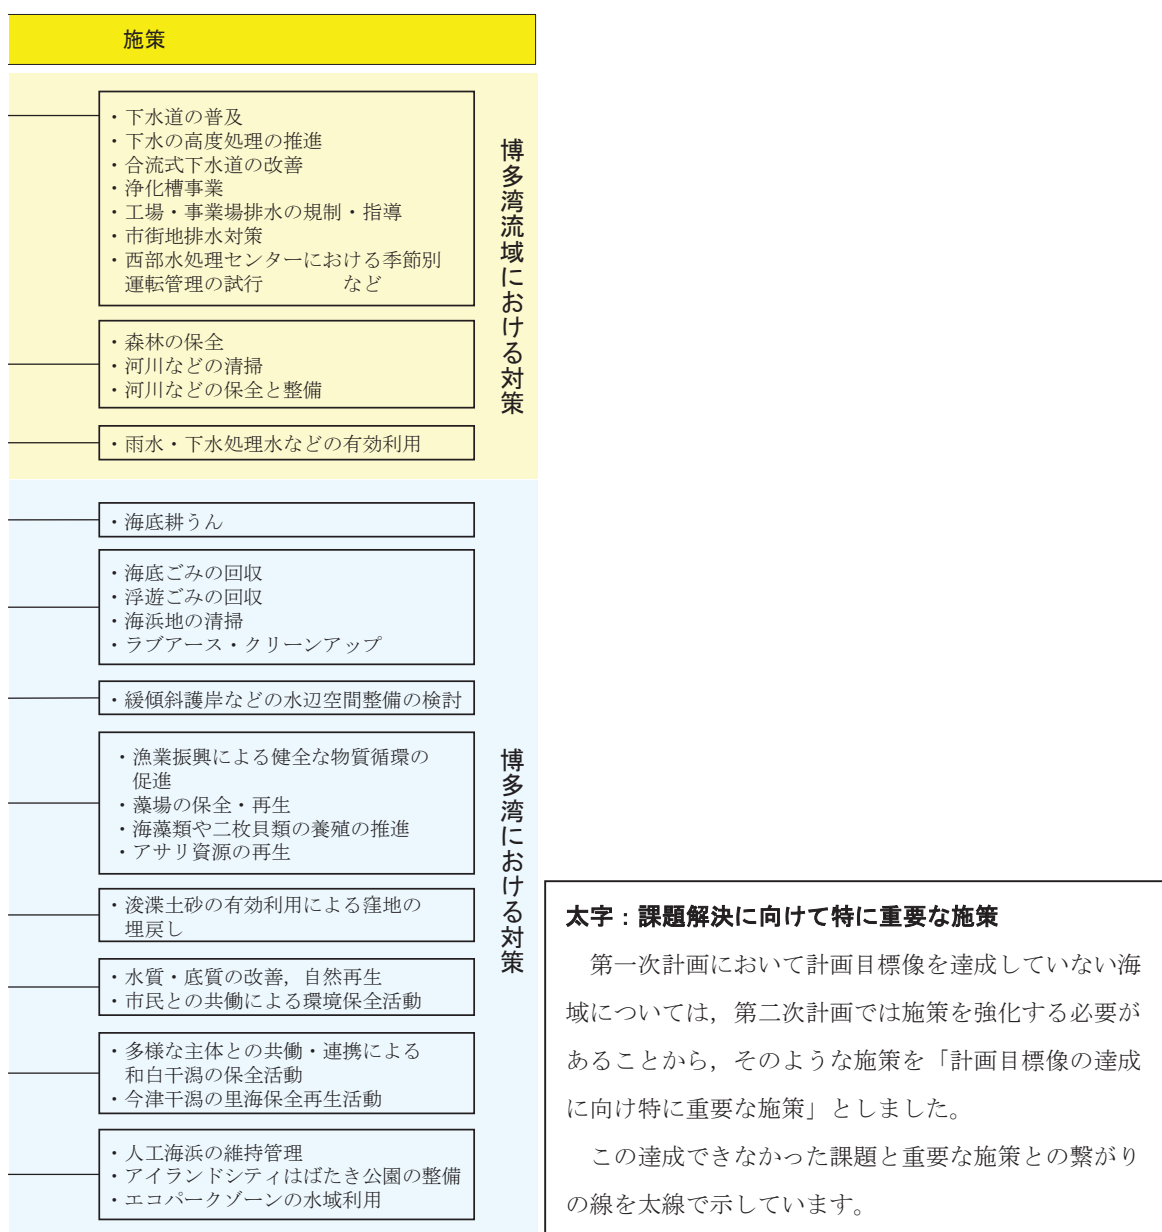 施策
・下水道の普及
・下水の高度処理の推進
・合流式下水道の改善
・浄化槽事業
・工場・事業場排水の規制・指導
・市街地排水対策
・西部水処理センターにおける季節別
運転管理の試行　　　　など
・森林の保全
・河川などの清掃
・河川などの保全と整備
・雨水・下水処理水などの有効利用
博多湾流域における対策
・海底耕うん
・海底ごみの回収
・浮遊ごみの回収
・海浜地の清掃
・ラブアース・クリーンアップ
・緩傾斜護岸などの水辺空間整備の検討
・漁業振興による健全な物質循環の
促進
・藻場の保全・再生
・海藻類や二枚貝類の養殖の推進
・アサリ資源の再生
・浚渫土砂の有効利用による窪地の
埋戻し
・水質・底質の改善，自然再生
・市民との共働による環境保全活動
・多様な主体との共働・連携による
和白干潟の保全活動
・今津干潟の里海保全再生活動
・人工海浜の維持管理
・アイランドシティはばたき公園の整備
・エコパークゾーンの水域利用
博多湾における対策
太字：課題解決に向けて特に重要な施策
第一次計画において計画目標像を達成していない海
域については，第二次計画では施策を強化する必要が
あることから，そのような施策を「計画目標像の達成
に向け特に重要な施策」としました。
この達成できなかった課題と重要な施策との繋がり
の線を太線で示しています。